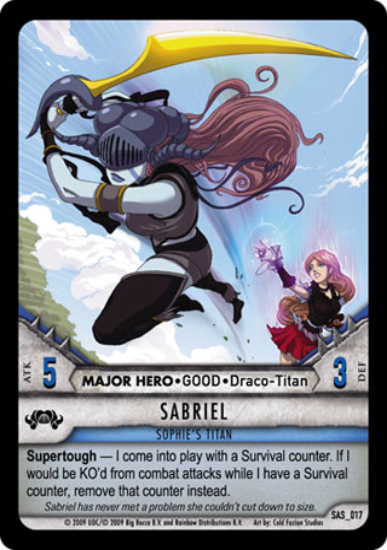 ATK 5 MAJOR HERO•GOOD•Draco-Titan 3 DEF
SABRIEL
SOPHIE'S TITAN
Supertough — I come into play with a Survival counter. If I
would be KO'd from combat attacks while I have a Survival
counter, remove that counter instead.
Sabriel has never met a problem she couldn't cut down to size.
SAS_017
© 2009 UDC/© 2009 Big Bocca B.V. and Rainbow Distributions B.V. Art by: Cold Fuzion Studios